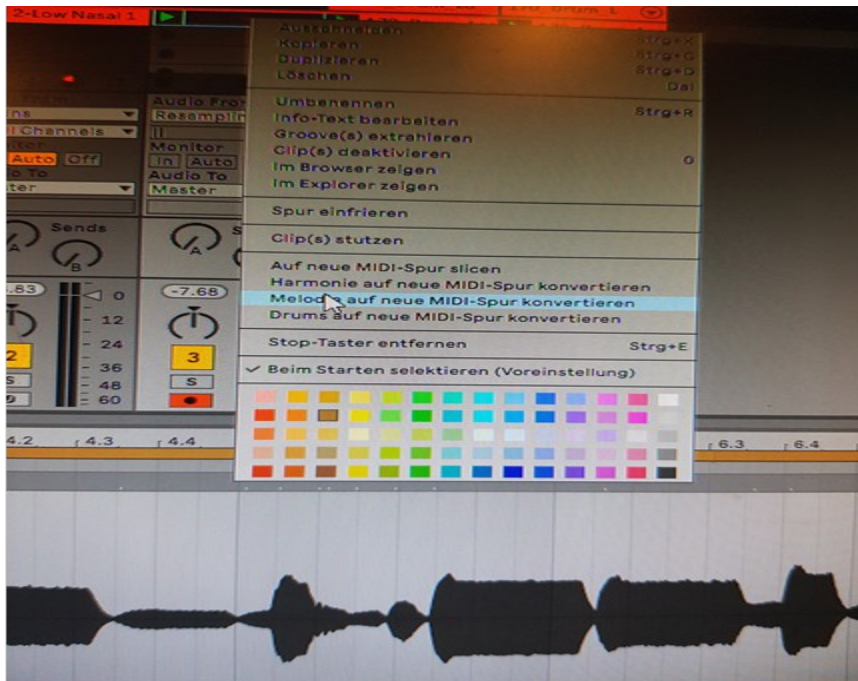 2-Low Nasal 1
Ausschneiden Strg+X
Kopieren Strg+C
Duplizieren Strg+D
Löschen
Audio From
Resamplin
Channels
Umbenennen Strg+R
Info-Text bearbeiten
Groove(s) extrahieren
Clip(s) deaktivieren 0
Im Browser zeigen
Im Explorer zeigen
Monitor
Auto Off
In Auto
Audio To
Master
Spur einfrieren
Clip(s) stutzen
Sends
A
B
A
Auf neue MIDI-Spur slicen
Harmonie auf neue MIDI-Spur konvertieren
Melodie auf neue MIDI-Spur konvertieren
Drums auf neue MIDI-Spur konvertieren
-7.68
0
12
24
36
48
60
2
3
S
S
Stop-Taster entfernen Strg+E
✓ Beim Starten selektieren (Voreinstellung)
4.2 4.3 4.4 6.3 6.4